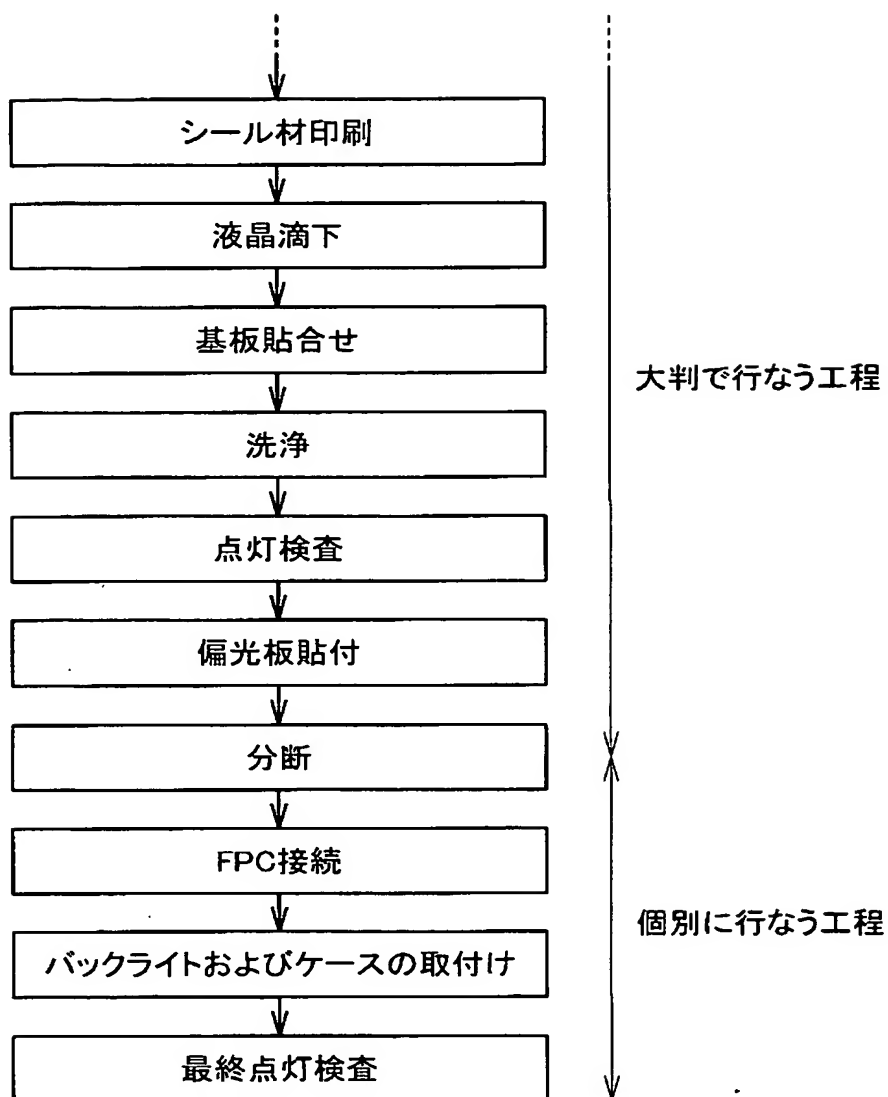 シール材印刷
液晶滴下
基板貼合せ
大判で行なう工程
洗浄
点灯検査
偏光板貼付
分断
FPC接続
個別に行なう工程
バックライトおよびケースの取付け
最終点灯検査